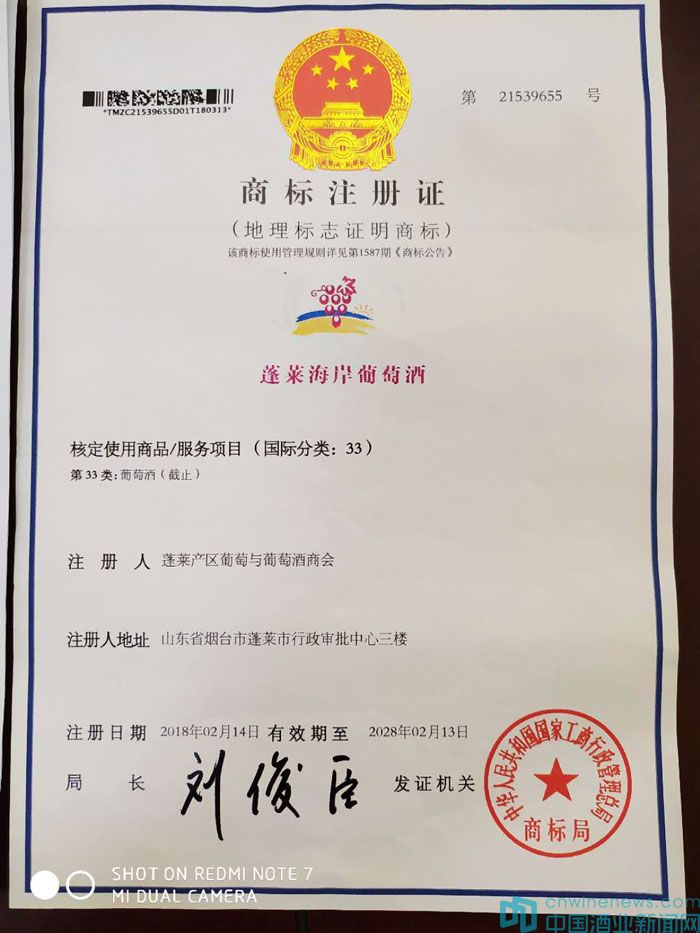 *TMZC21539655D01T180313*
第 21539655 号
商标注册证
(地理标志证明商标)
该商标使用管理规则详见第1587期《商标公告》
蓬莱海岸葡萄酒
核定使用商品/服务项目(国际分类:33)
第33类:葡萄酒(截止)
注册人 蓬莱产区葡萄与葡萄酒商会
注册人地址 山东省烟台市蓬莱市行政审批中心三楼
注册日期 2018年02月14日 有效期至 2028年02月13日
局长 刘俊臣 发证机关
中华人民共和国国家工商行政管理总局
商标局
SHOT ON REDMI NOTE 7
MI DUAL CAMERA
cnwinenews.com
中国酒业新闻网